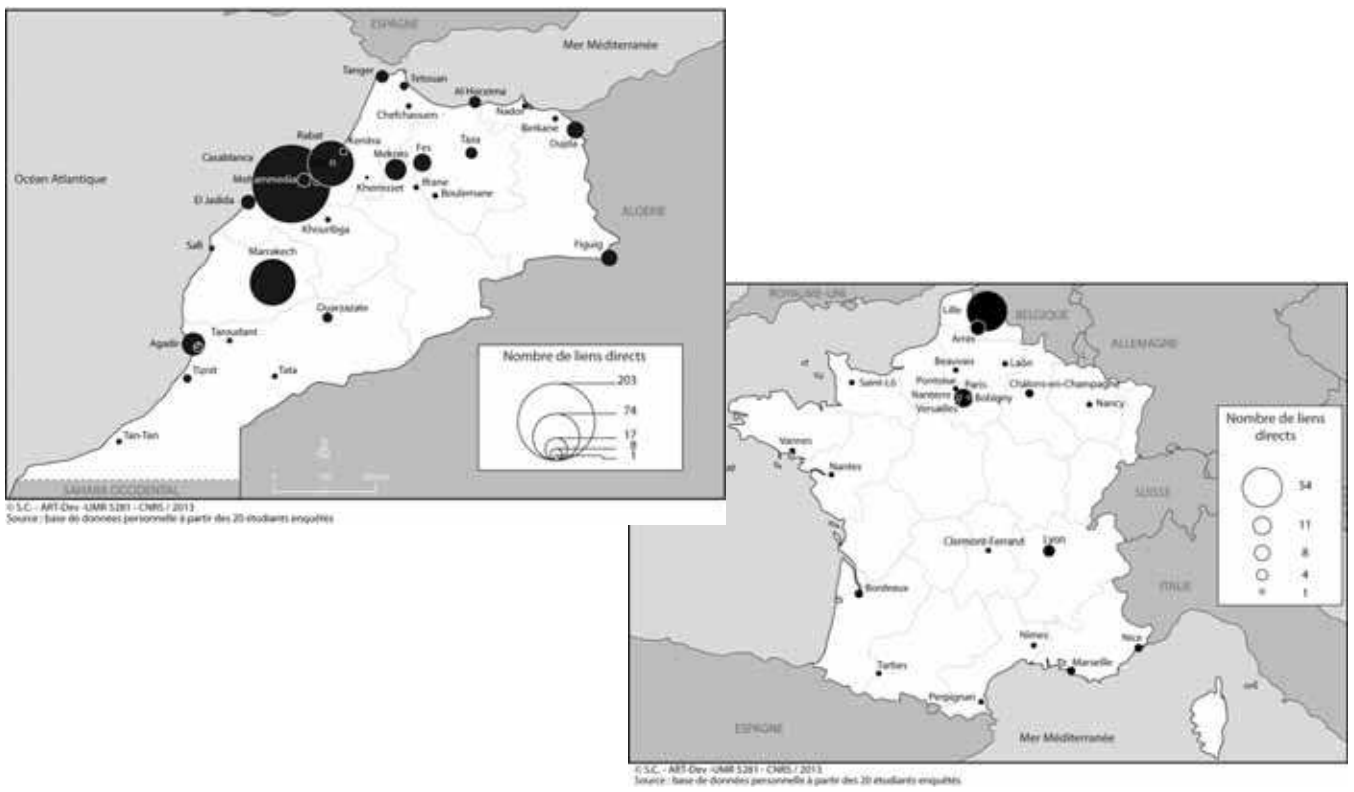 ESPAGNE
Mer Méditerranée
Tanger
Tetouan
Al Hoceima
Nador
Chefchaouen
Berkane
Oujda
Rabat
Kenitra
Casablanca
Meknès
Fes
Taza
Océan Atlantique
Mohammedia
Khemisset
Ifrane
Boulemane
El Jadida
Khouribga
ALGERIE
Safi
Marrakech
Figuig
Ouarzazate
Agadir
Taroudant
Tiznit
Tata
Tan-Tan
SAHARA OCCIDENTAL
Nombre de liens directs
203
74
17
8
1
© S.C. - ART-Dev -UMR 5281 - CNRS / 2013
Source : base de données personnelle à partir des 20 étudiants enquêtés
ROYAUME-UNI
Lille
BELGIQUE
ALLEMAGNE
Arras
Beauvais
Laôn
Saint-Lô
Pontoise
Paris
Châlons-en-Champagne
Nanterre
Bobigny
Versailles
Nancy
Vannes
Nantes
SUISSE
Clermont-Ferrand
Lyon
ITALIE
Bordeaux
Nîmes
Nice
Tarbes
Marseille
Perpignan
ESPAGNE
Mer Méditerranée
Nombre de liens
directs
54
11
8
4
1
© S.C. - ART-Dev -UMR 5281 - CNRS / 2013
Source : base de données personnelle à partir des 20 étudiants enquêtés